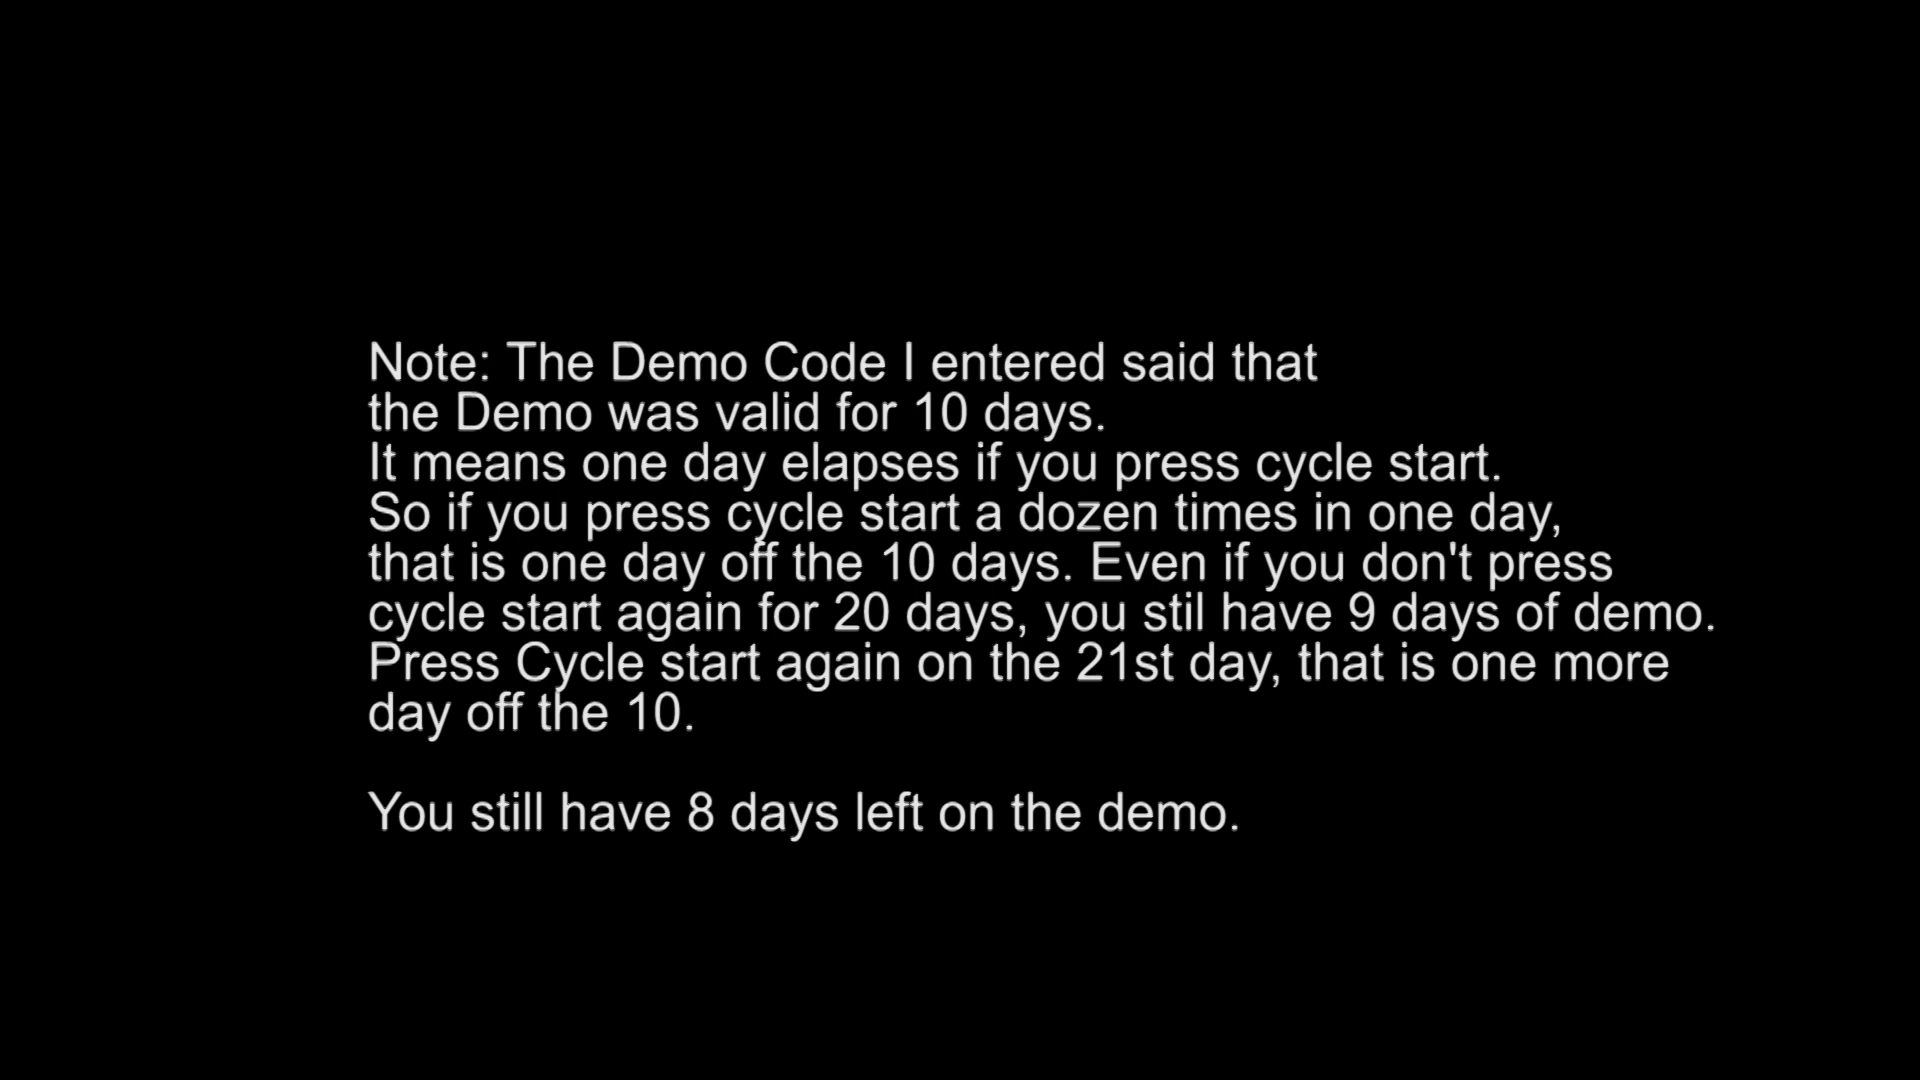 Note: The Demo Code I entered said that
the Demo was valid for 10 days.
It means one day elapses if you press cycle start.
So if you press cycle start a dozen times in one day,
that is one day off the 10 days. Even if you don't press
cycle start again for 20 days, you stil have 9 days of demo.
Press Cycle start again on the 21st day, that is one more
day off the 10.
You still have 8 days left on the demo.